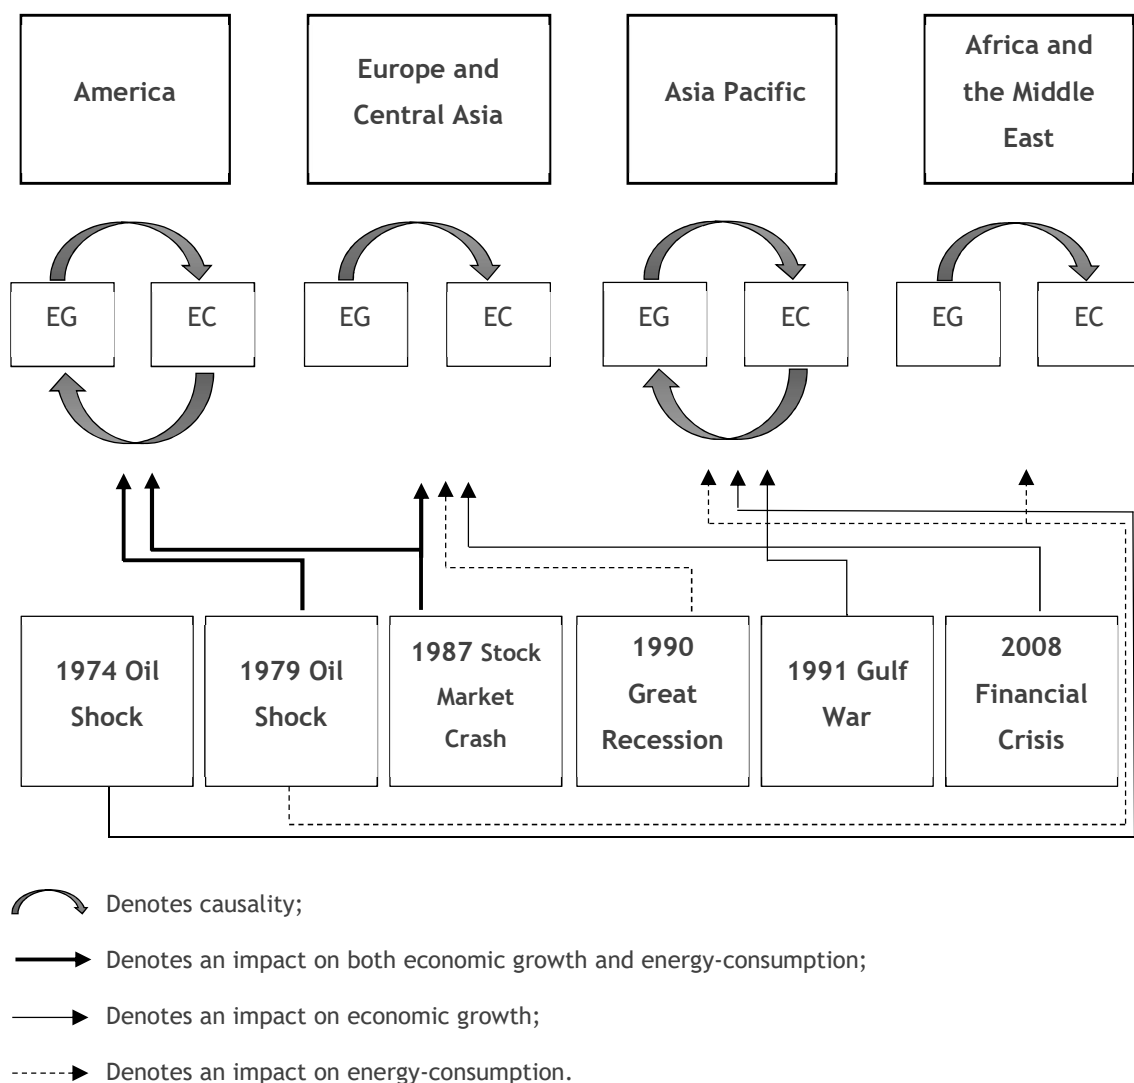 America
Europe and
Central Asia
Asia Pacific
Africa and
the Middle
East
EG
EC
EG
EC
EG
EC
EG
EC
1974 Oil
Shock
1979 Oil
Shock
1987 Stock
Market
Crash
1990
Great
Recession
1991 Gulf
War
2008
Financial
Crisis
Denotes causality;
Denotes an impact on both economic growth and energy-consumption;
Denotes an impact on economic growth;
Denotes an impact on energy-consumption.